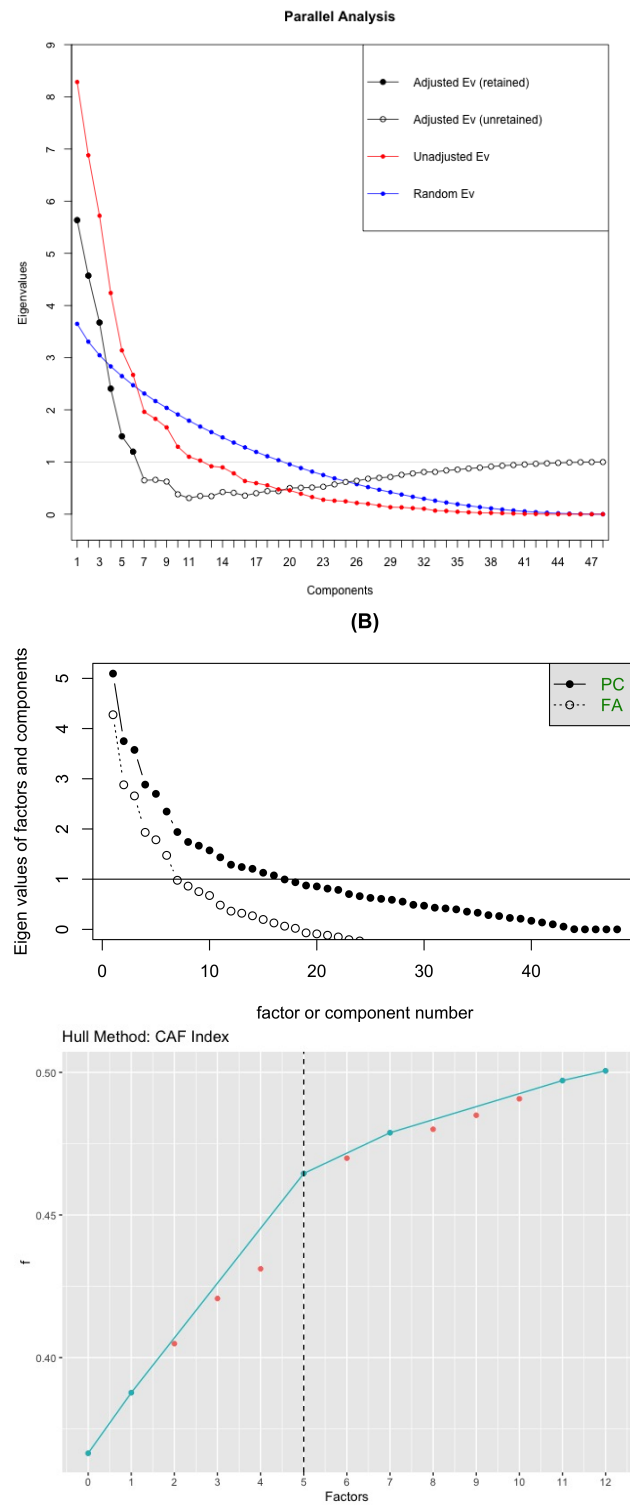 Parallel Analysis
9
8
7
6
5
4
3
2
1
0
Eigenvalues
Adjusted Ev (retained)
Adjusted Ev (unretained)
Unadjusted Ev
Random Ev
1 3 5 7 9 11 14 17 20 23 26 29 32 35 38 41 44 47
Components
(B)
Eigen values of factors and components
5
4
3
2
1
0
PC
FA
0 10 20 30 40
factor or component number
Hull Method: CAF Index
0.50
0.45
0.40
f
0 1 2 3 4 5 6 7 8 9 10 11 12
Factors